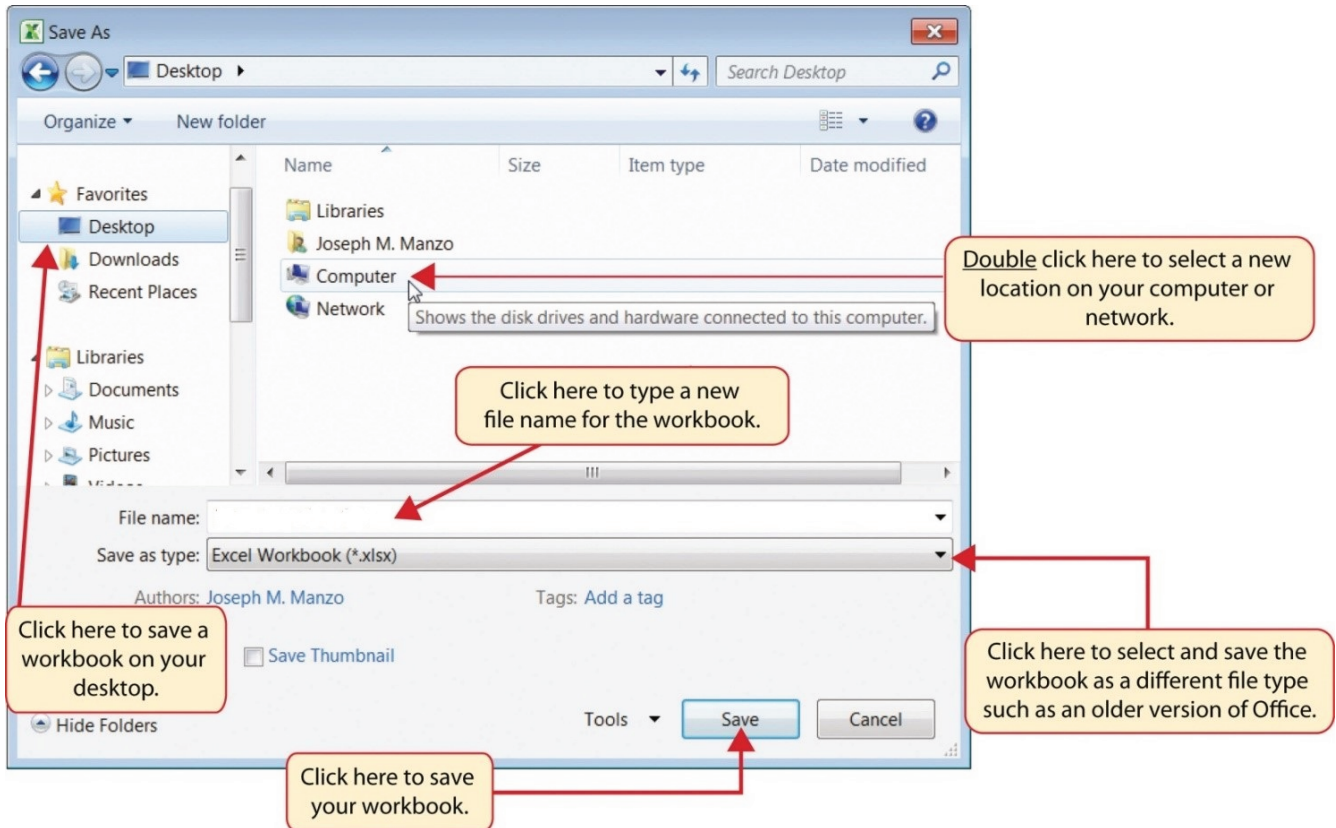 Save As
Desktop
Search Desktop
Organize
New folder
Name
Size
Item type
Date modified
Favorites
Desktop
Downloads
Recent Places
Libraries
Documents
Music
Pictures
Videos
Libraries
Joseph M. Manzo
Computer
Network
Shows the disk drives and hardware connected to this computer.
Double click here to select a new
location on your computer or
network.
Click here to type a new
file name for the workbook.
File name:
Save as type: Excel Workbook (*.xlsx)
Authors: Joseph M. Manzo
Tags: Add a tag
Click here to save a
workbook on your
desktop.
Save Thumbnail
Click here to select and save the
workbook as a different file type
such as an older version of Office.
Hide Folders
Tools
Save
Cancel
Click here to save
your workbook.